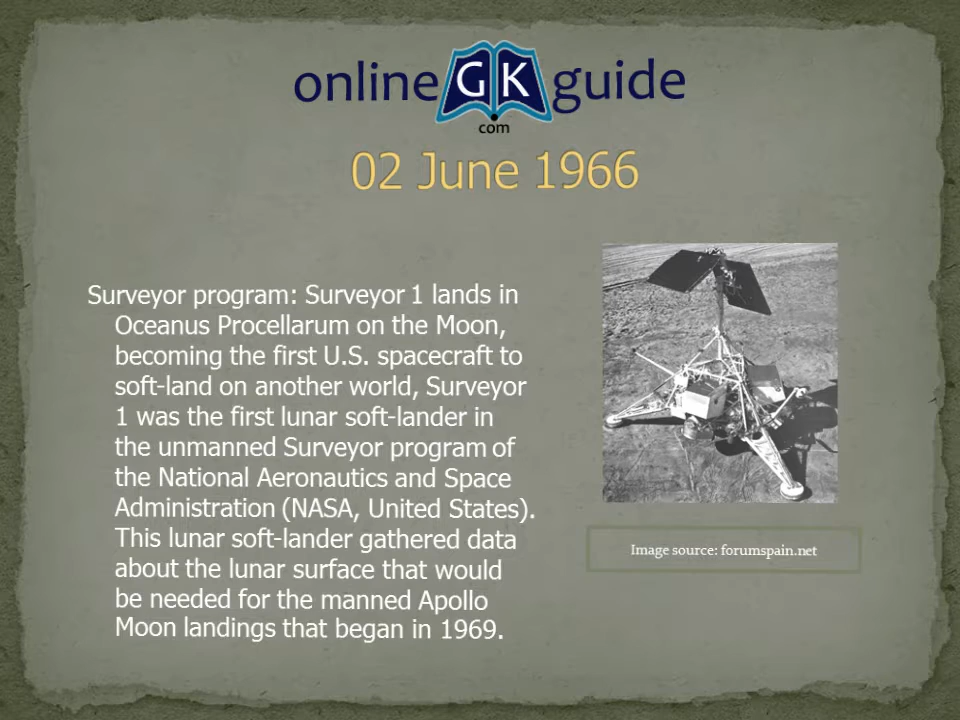 online GK guide
com
02 June 1966
Surveyor program: Surveyor 1 lands in
Oceanus Procellarum on the Moon,
becoming the first U.S. spacecraft to
soft-land on another world, Surveyor
1 was the first lunar soft-lander in
the unmanned Surveyor program of
the National Aeronautics and Space
Administration (NASA, United States).
This lunar soft-lander gathered data
about the lunar surface that would
be needed for the manned Apollo
Moon landings that began in 1969.
Image source: forumspain.net